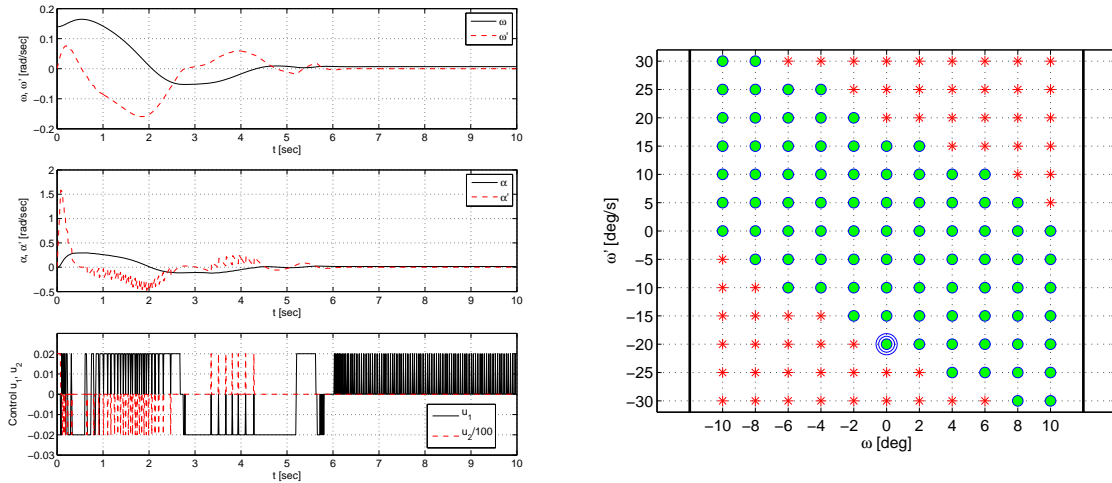 0.2
0.1
0
−0.1
−0.2
ω, ω' [rad/sec]
ω
ω'
0 1 2 3 4 5 6 7 8 9 10
t [sec]
2
1.5
1
0.5
0
−0.5
α, α' [rad/sec]
α
α'
0 1 2 3 4 5 6 7 8 9 10
t [sec]
0.02
0.01
0.00
−0.01
−0.02
−0.03
Control u₁, u₂
u₁
u₂/100
0 1 2 3 4 5 6 7 8 9 10
t [sec]
30
25
20
15
10
5
0
−5
−10
−15
−20
−25
−30
ω' [deg/s]
−10 −8 −6 −4 −2 0 2 4 6 8 10
ω [deg]